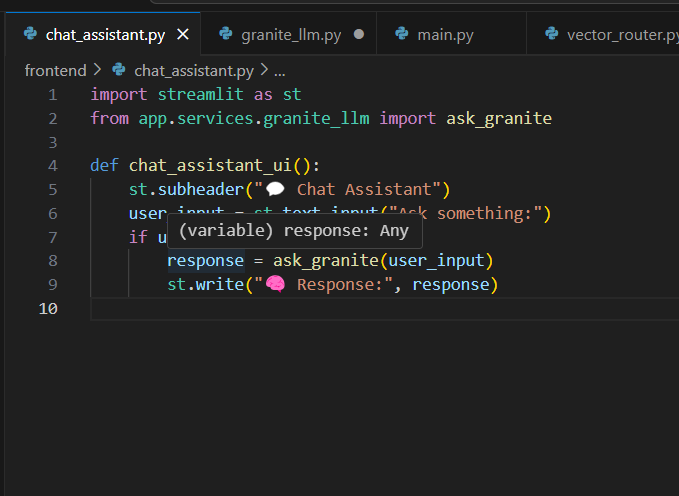 chat_assistant.py ×
granite_llm.py ●
main.py
vector_router.py
frontend > chat_assistant.py > ...
1 import streamlit as st
2 from app.services.granite_llm import ask_granite
3
4 def chat_assistant_ui():
5 st.subheader("💬 Chat Assistant")
6 user_input = st.text_input("Ask something:")
(variable) response: Any
7 if u
8 response = ask_granite(user_input)
9 st.write("🧠 Response:", response)
10